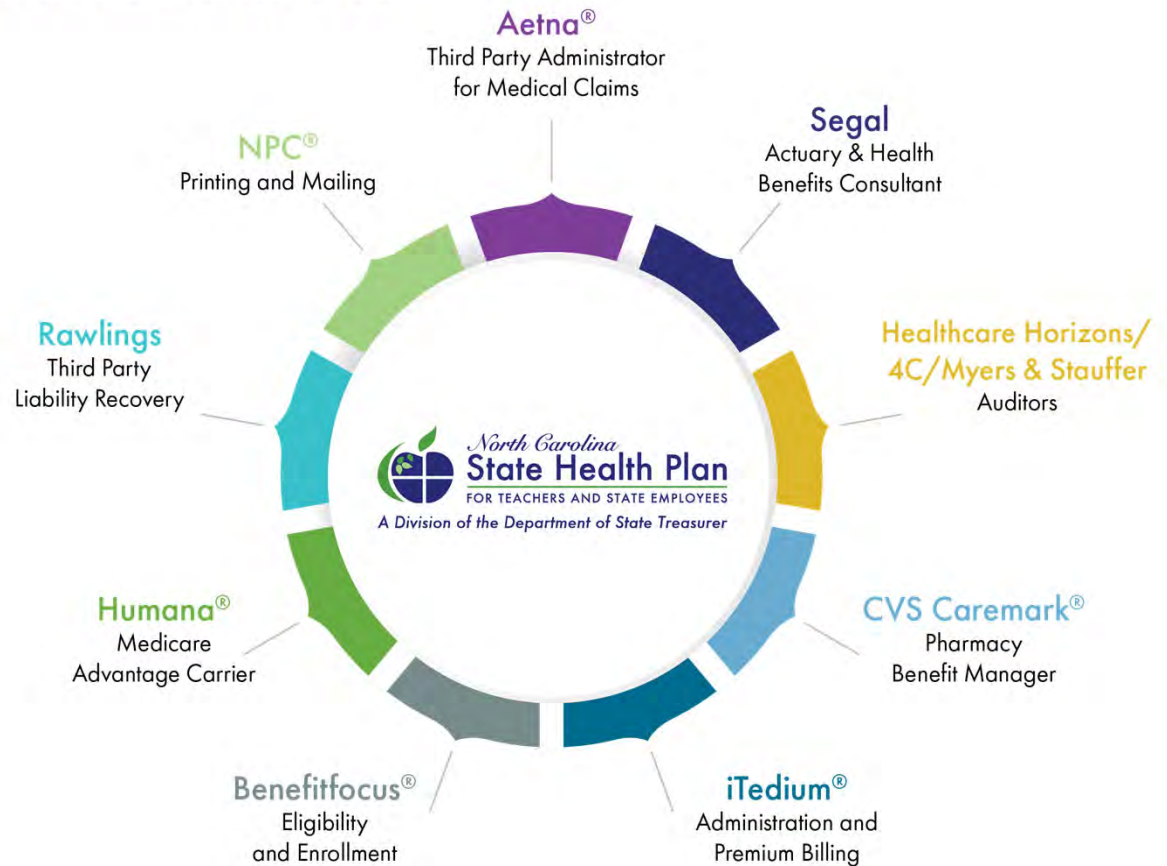 Aetna®
Third Party Administrator
for Medical Claims
Segal
Actuary & Health
Benefits Consultant
Healthcare Horizons/
4C/Myers & Stauffer
Auditors
CVS Caremark®
Pharmacy
Benefit Manager
iTedium®
Administration and
Premium Billing
Benefitfocus®
Eligibility
and Enrollment
Humana®
Medicare
Advantage Carrier
Rawlings
Third Party
Liability Recovery
NPC®
Printing and Mailing
North Carolina
State Health Plan
FOR TEACHERS AND STATE EMPLOYEES
A Division of the Department of State Treasurer